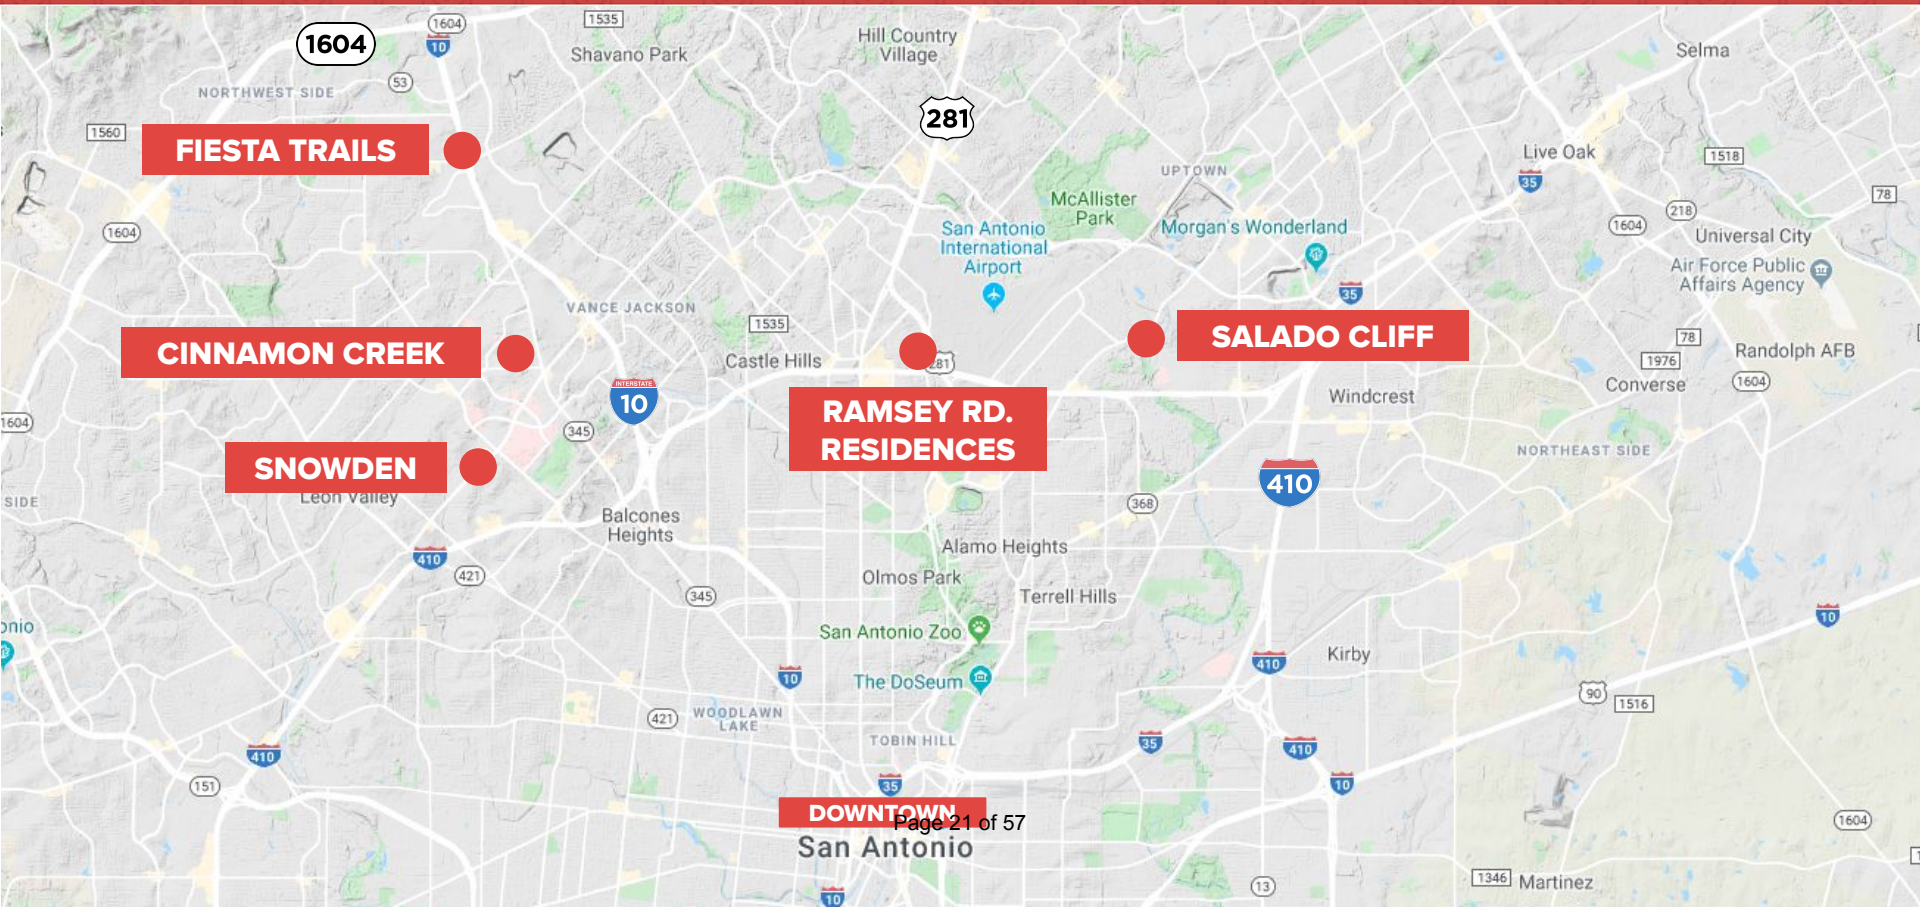 1604
1604
10
1535
Shavano Park
Hill Country
Village
Selma
53
NORTHWEST SIDE
281
1560
FIESTA TRAILS
Live Oak
1518
35
UPTOWN
78
McAllister
Park
218
1604
1604
San Antonio
International
Airport
Morgan's Wonderland
Universal City
Air Force Public
Affairs Agency
35
VANCE JACKSON
1535
CINNAMON CREEK
Castle Hills
281
SALADO CLIFF
78
1976
Randolph AFB
Converse
1604
INTERSTATE
10
Windcrest
1604
345
RAMSEY RD.
RESIDENCES
NORTHEAST SIDE
SNOWDEN
Leon Valley
410
SIDE
368
Balcones
Heights
410
421
Alamo Heights
Olmos Park
345
Terrell Hills
10
onio
San Antonio Zoo
410
Kirby
10
The DoSeum
90
1516
421
WOODLAWN
LAKE
TOBIN HILL
35
410
410
10
151
35
DOWNTOWN
Page 21 of 57
1604
San Antonio
13
1346
Martinez
10